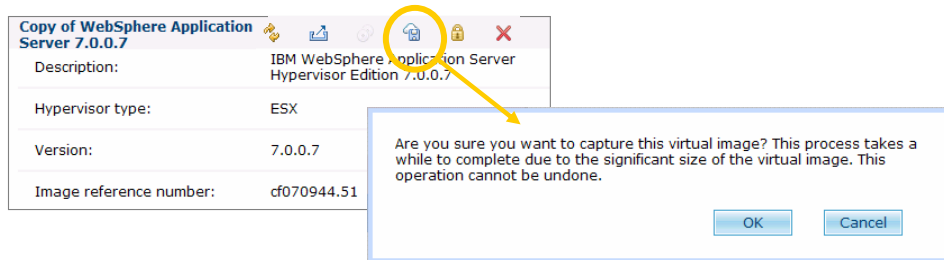 Copy of WebSphere Application
Server 7.0.0.7
Description:
IBM WebSphere Application Server
Hypervisor Edition 7.0.0.7
Hypervisor type:
ESX
Version:
7.0.0.7
Image reference number:
cf070944.51
Are you sure you want to capture this virtual image? This process takes a
while to complete due to the significant size of the virtual image. This
operation cannot be undone.
OK
Cancel